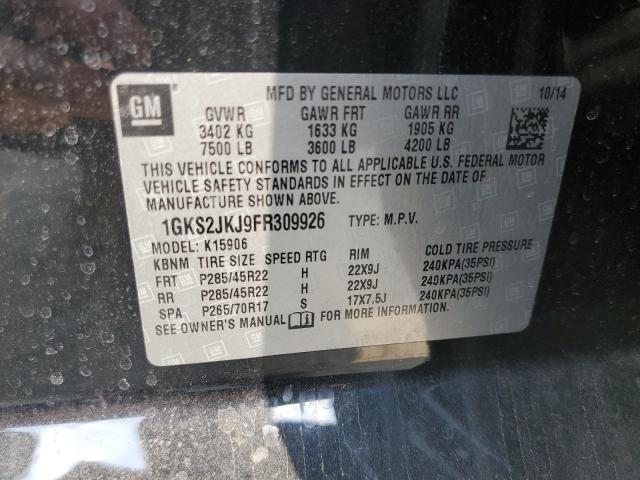 GM
MFD BY GENERAL MOTORS LLC 10/14
GVWR GAWR FRT GAWR RR
3402 KG 1633 KG 1905 KG
7500 LB 3600 LB 4200 LB
THIS VEHICLE CONFORMS TO ALL APPLICABLE U.S. FEDERAL MOTOR
VEHICLE SAFETY STANDARDS IN EFFECT ON THE DATE OF
MANUFACTURE SHOWN ABOVE.
1GKS2JKJ9FR309926 TYPE: M.P.V.
MODEL: K15906
KBNM TIRE SIZE SPEED RTG RIM COLD TIRE PRESSURE
FRT P285/45R22 H 22X9J 240KPA(35PSI)
RR P285/45R22 H 22X9J 240KPA(35PSI)
SPA P265/70R17 S 17X7.5J 240KPA(35PSI)
SEE OWNER'S MANUAL FOR MORE INFORMATION.